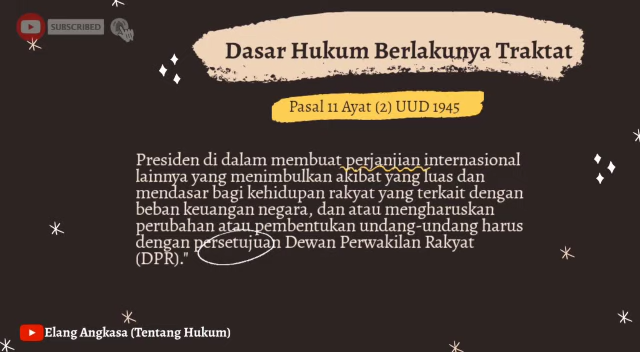 SUBSCRIBED
Dasar Hukum Berlakunya Traktat
Pasal 11 Ayat (2) UUD 1945
Presiden di dalam membuat perjanjian internasional
lainnya yang menimbulkan akibat yang luas dan
mendasar bagi kehidupan rakyat yang terkait dengan
beban keuangan negara, dan atau mengharuskan
perubahan atau pembentukan undang-undang harus
dengan persetujuan Dewan Perwakilan Rakyat
(DPR)."
Elang Angkasa (Tentang Hukum)